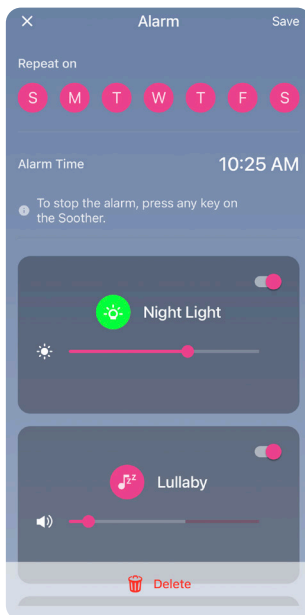 Alarm Save
Repeat on
S M T W T F S
Alarm Time 10:25 AM
To stop the alarm, press any key on
the Soother.
Night Light
Lullaby
Delete